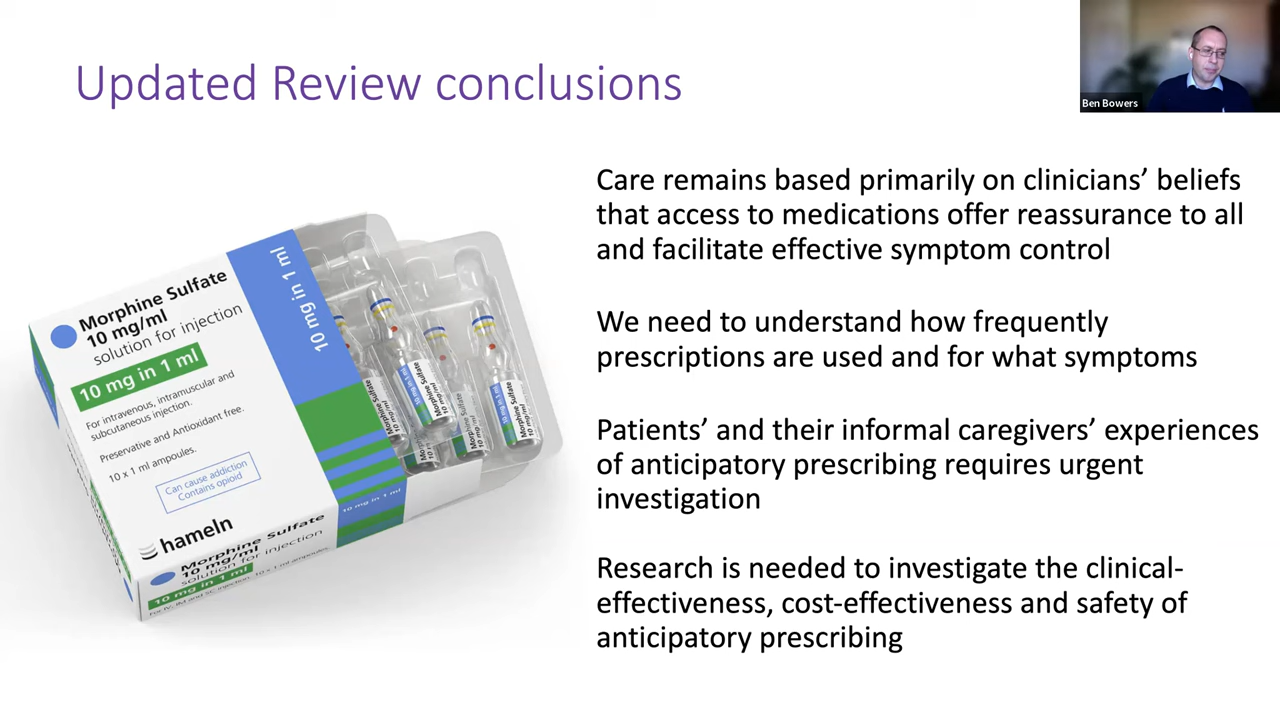 Updated Review conclusions
Ben Bowers
Care remains based primarily on clinicians’ beliefs
that access to medications offer reassurance to all
and facilitate effective symptom control
We need to understand how frequently
prescriptions are used and for what symptoms
Patients’ and their informal caregivers’ experiences
of anticipatory prescribing requires urgent
investigation
Research is needed to investigate the clinical-
effectiveness, cost-effectiveness and safety of
anticipatory prescribing
Morphine Sulfate
10 mg/ml
solution for injection
10 mg in 1 ml
For intravenous, intramuscular and
subcutaneous injection.
Preservative and Antioxidant free.
10 x 1 ml ampoules.
Can cause addiction
Contains opioid
hameln
10 mg in 1 ml
Morphine Sulfate
10 mg/ml
solution for injection
10 mg in 1 ml
10 mg in 1 ml